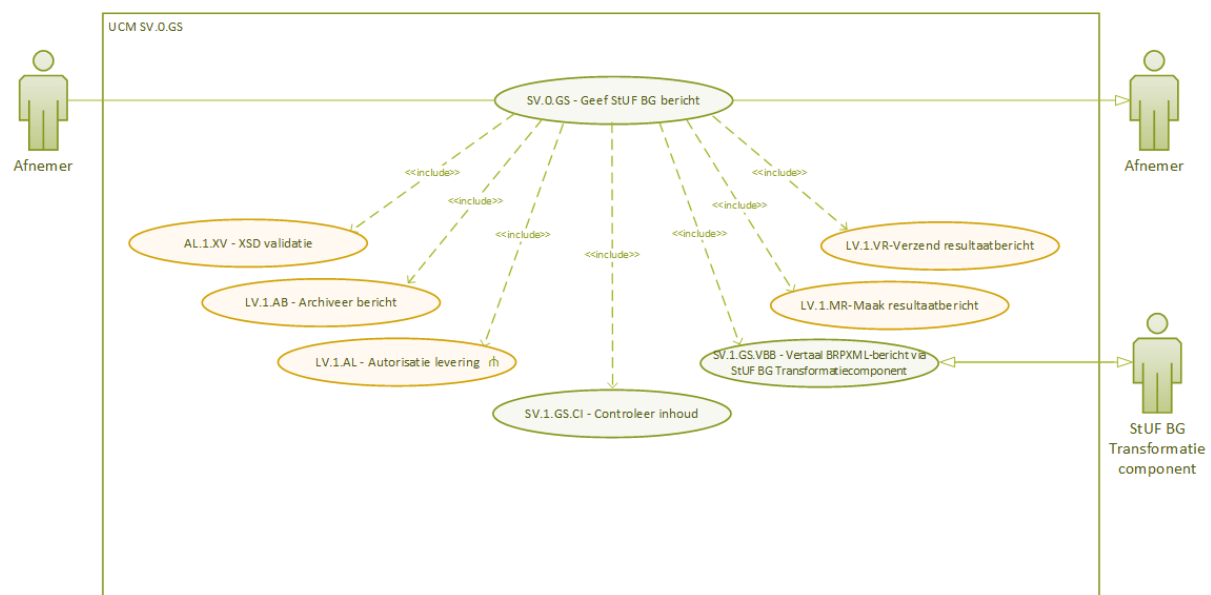 UCM SV.0.GS
SV.0.GS - Geef StUF BG bericht
Afnemer
Afnemer
<<include>>
<<include>>
<<include>>
<<include>>
<<include>>
<<include>>
<<include>>
AL.1.XV - XSD validatie
LV.1.VR-Verzend resultaatbericht
LV.1.AB - Archiveer bericht
LV.1.MR-Maak resultaatbericht
LV.1.AL - Autorisatie levering
SV.1.GS.VBB - Vertaal BRPXML-bericht via
StUF BG Transformatiecomponent
SV.1.GS.CI - Controleer inhoud
StUF BG
Transformatie
component